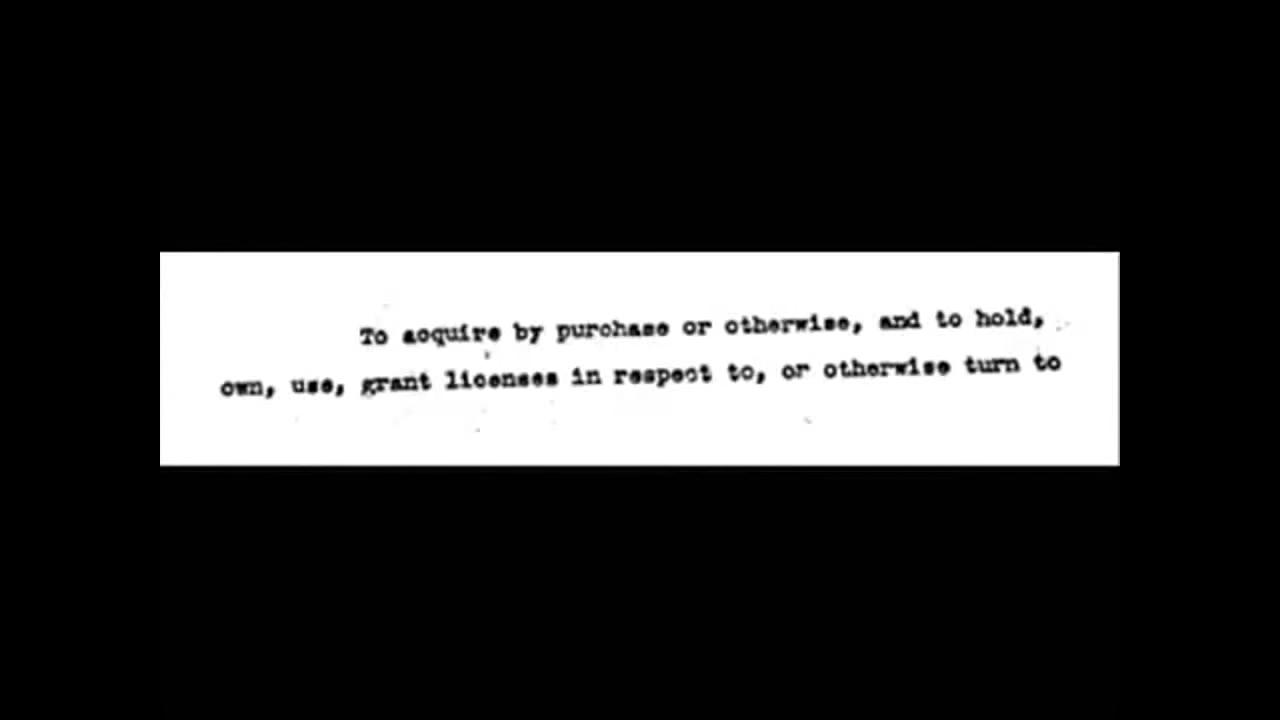 To acquire by purchase or otherwise, and to hold,
own, use, grant licenses in respect to, or otherwise turn to